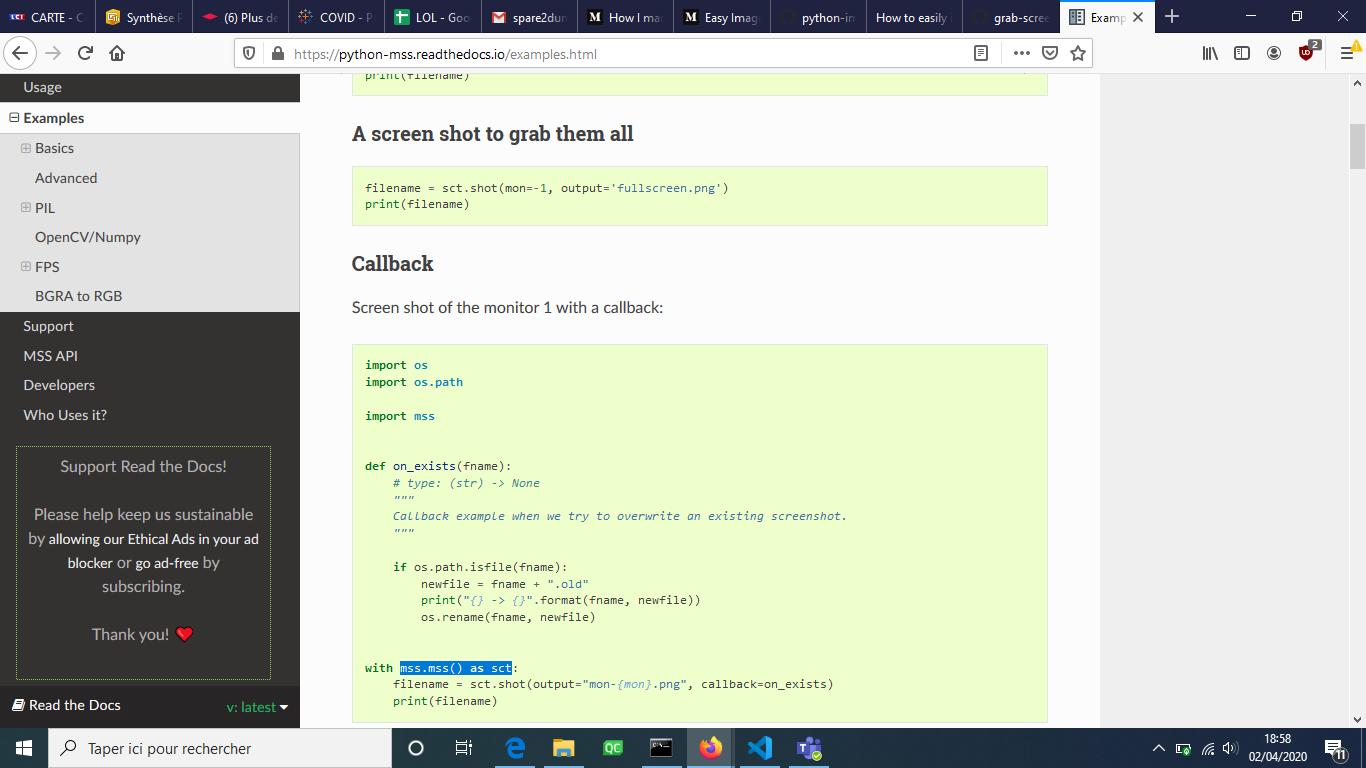 CARTE - C
Synthèse F
(6) Plus de
COVID - P
LOL - Goo
spare2dun
How I ma
Easy Imag
python-im
How to easily
grab-scree
Examp
https://python-mss.readthedocs.io/examples.html
2
Usage
Examples
Basics
Advanced
PIL
OpenCV/Numpy
FPS
BGRA to RGB
Support
MSS API
Developers
Who Uses it?
Support Read the Docs!
Please help keep us sustainable
by allowing our Ethical Ads in your ad
blocker or go ad-free by
subscribing.
Thank you!
Read the Docs
v: latest
print(filename)
A screen shot to grab them all
filename = sct.shot(mon=-1, output='fullscreen.png')
print(filename)
Callback
Screen shot of the monitor 1 with a callback:
import os
import os.path
import mss
def on_exists(fname):
# type: (str) -> None
"""
Callback example when we try to overwrite an existing screenshot.
"""
if os.path.isfile(fname):
newfile = fname + ".old"
print("{} -> {}".format(fname, newfile))
os.rename(fname, newfile)
with mss.mss() as sct:
filename = sct.shot(output="mon-{mon}.png", callback=on_exists)
print(filename)
Taper ici pour rechercher
QC
18:58
02/04/2020
11